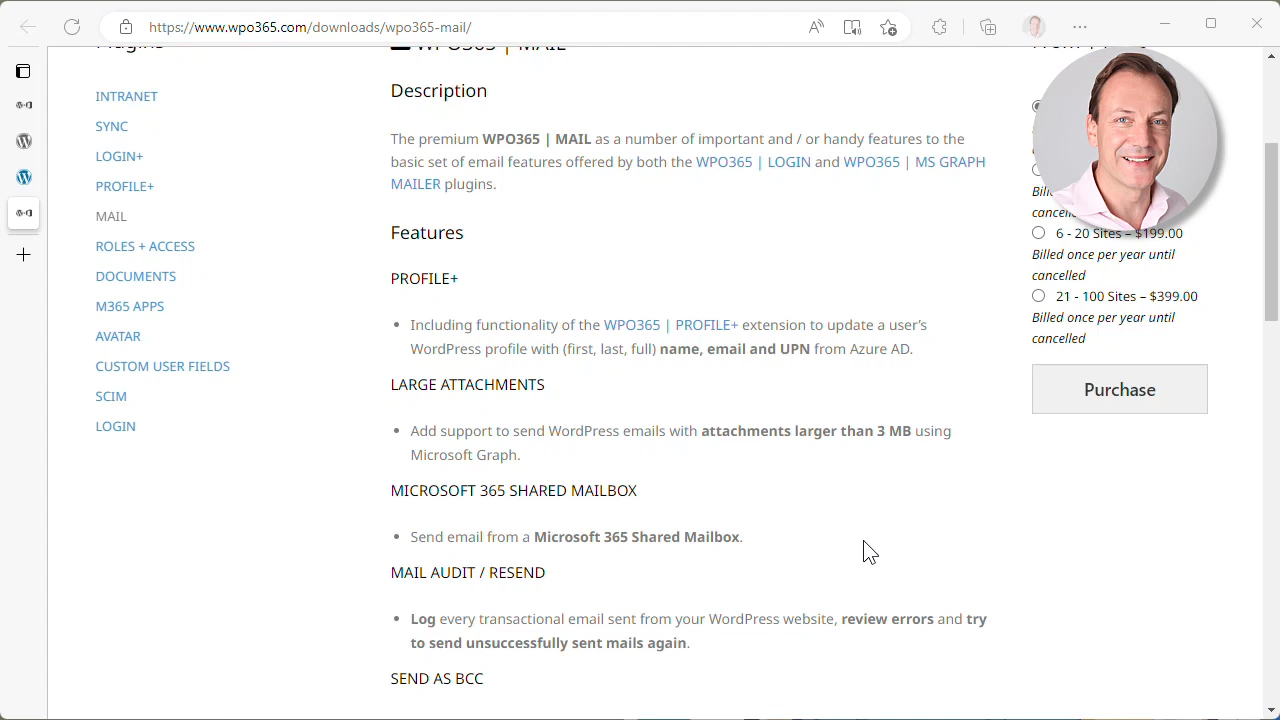 https://www.wpo365.com/downloads/wpo365-mail/
Plugins
INTRANET
SYNC
LOGIN+
PROFILE+
MAIL
ROLES + ACCESS
DOCUMENTS
M365 APPS
AVATAR
CUSTOM USER FIELDS
SCIM
LOGIN
WPO365 | MAIL
Description
The premium WPO365 | MAIL as a number of important and / or handy features to the
basic set of email features offered by both the WPO365 | LOGIN and WPO365 | MS GRAPH
MAILER plugins.
Features
PROFILE+
Including functionality of the WPO365 | PROFILE+ extension to update a user's
WordPress profile with (first, last, full) name, email and UPN from Azure AD.
LARGE ATTACHMENTS
Add support to send WordPress emails with attachments larger than 3 MB using
Microsoft Graph.
MICROSOFT 365 SHARED MAILBOX
Send email from a Microsoft 365 Shared Mailbox.
MAIL AUDIT / RESEND
Log every transactional email sent from your WordPress website, review errors and try
to send unsuccessfully sent mails again.
SEND AS BCC
6 - 20 Sites – $199.00
Billed once per year until
cancelled
21 - 100 Sites – $399.00
Billed once per year until
cancelled
Purchase